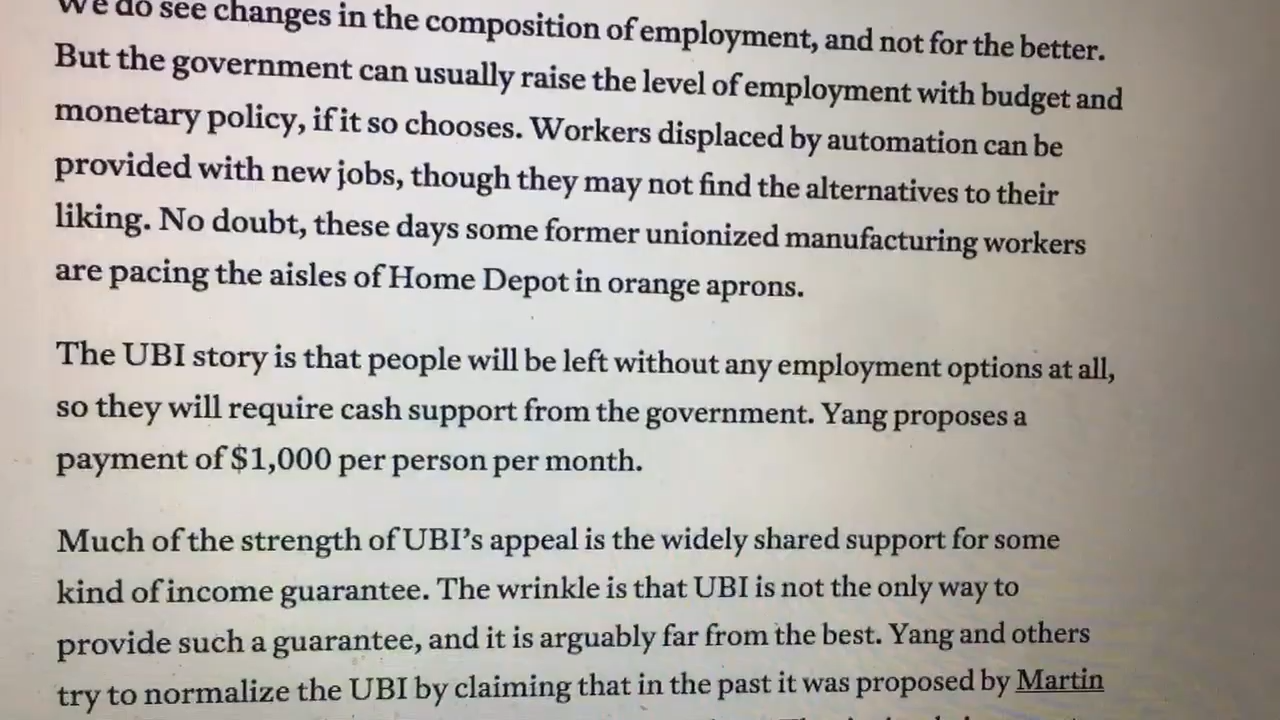 We do see changes in the composition of employment, and not for the better.
But the government can usually raise the level of employment with budget and
monetary policy, if it so chooses. Workers displaced by automation can be
provided with new jobs, though they may not find the alternatives to their
liking. No doubt, these days some former unionized manufacturing workers
are pacing the aisles of Home Depot in orange aprons.
The UBI story is that people will be left without any employment options at all,
so they will require cash support from the government. Yang proposes a
payment of $1,000 per person per month.
Much of the strength of UBI’s appeal is the widely shared support for some
kind of income guarantee. The wrinkle is that UBI is not the only way to
provide such a guarantee, and it is arguably far from the best. Yang and others
try to normalize the UBI by claiming that in the past it was proposed by Martin